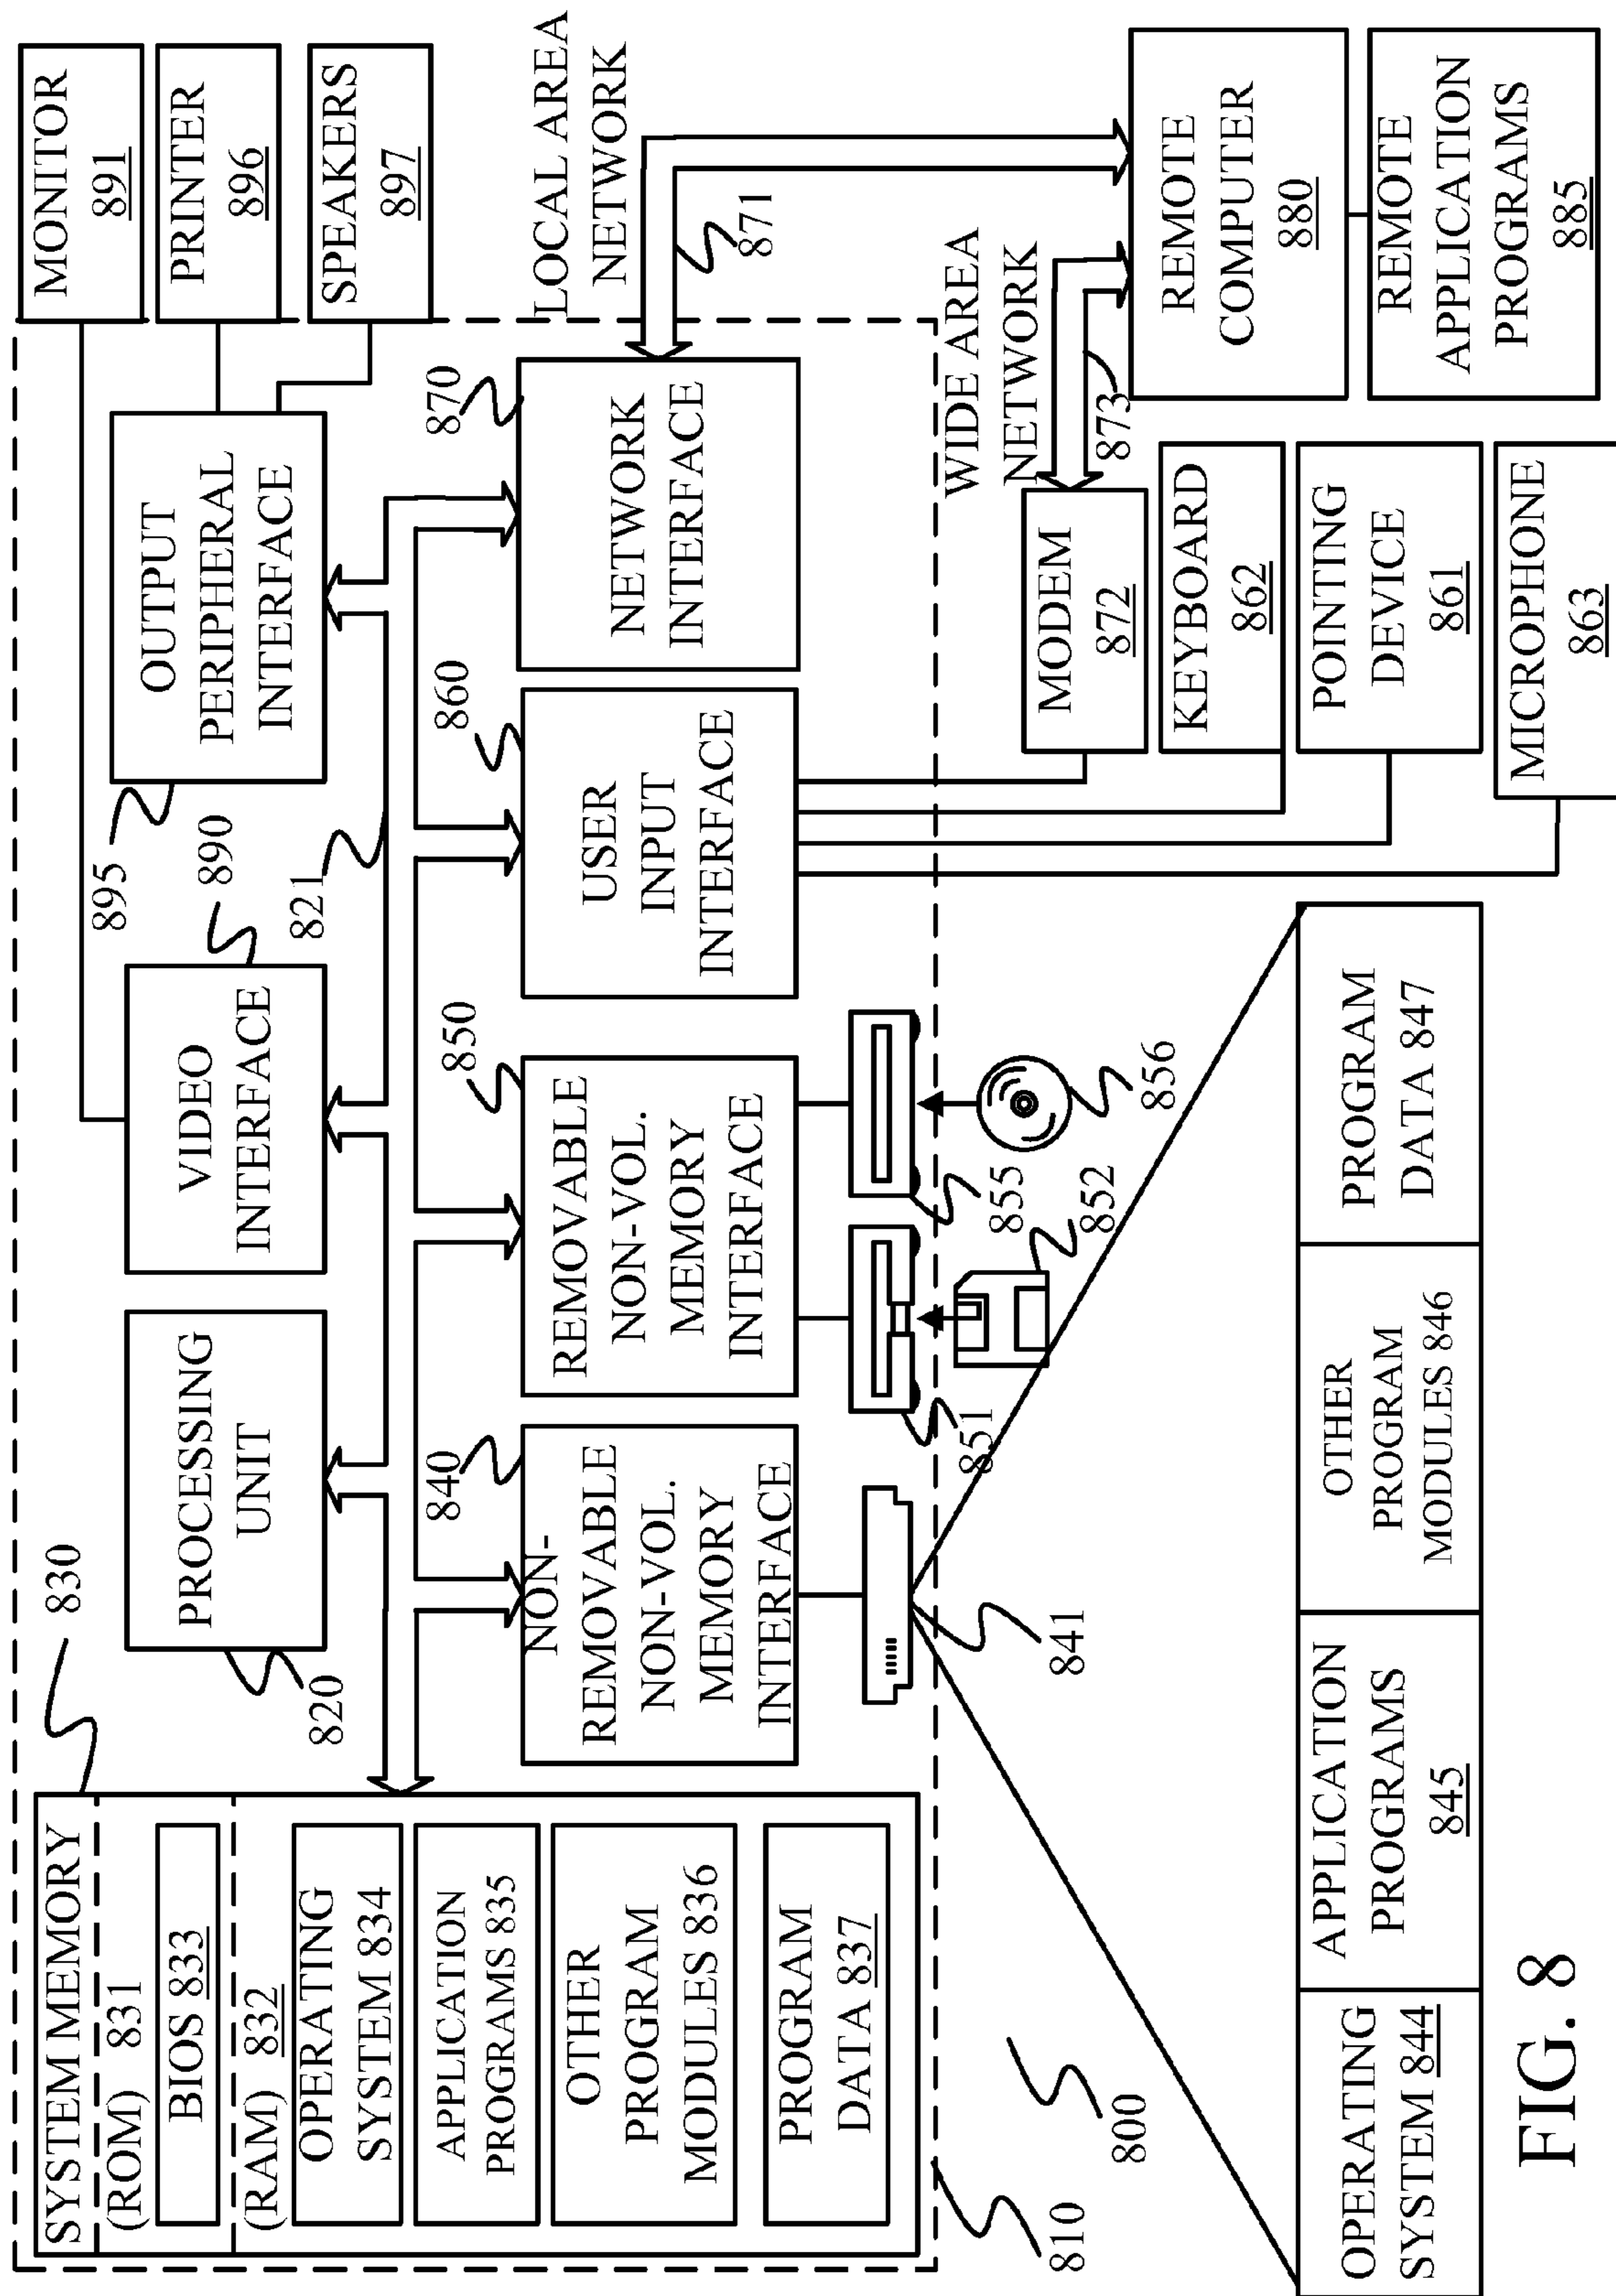 SYSTEM MEMORY
(ROM) 831
BIOS 833
(RAM) 832
OPERATING
SYSTEM 834
APPLICATION
PROGRAMS 835
OTHER
PROGRAM
MODULES 836
PROGRAM
DATA 837
830
PROCESSING
UNIT
820
VIDEO
INTERFACE
890
OUTPUT
PERIPHERAL
INTERFACE
895
821
MONITOR
891
PRINTER
896
SPEAKERS
897
NON-
REMOVABLE
NON-VOL.
MEMORY
INTERFACE
840
REMOVABLE
NON-VOL.
MEMORY
INTERFACE
850
USER
INPUT
INTERFACE
860
NETWORK
INTERFACE
870
LOCAL AREA
NETWORK
871
WIDE AREA
NETWORK
873
841
851
852
855
856
MODEM
872
KEYBOARD
862
POINTING
DEVICE
861
MICROPHONE
863
REMOTE
COMPUTER
880
REMOTE
APPLICATION
PROGRAMS
885
810
800
OPERATING
SYSTEM 844
APPLICATION
PROGRAMS
845
OTHER
PROGRAM
MODULES 846
PROGRAM
DATA 847
FIG. 8